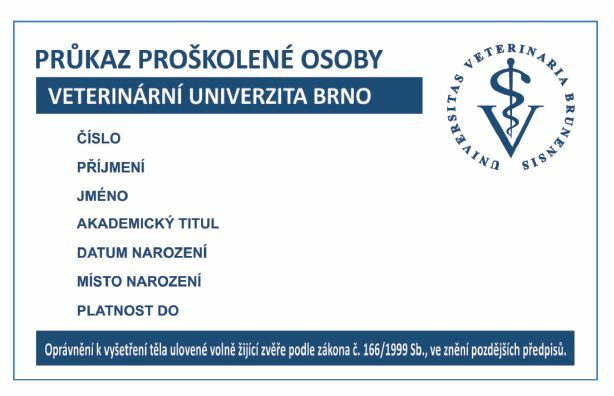 PRŮKAZ PROŠKOLENÉ OSOBY
VETERINÁRNÍ UNIVERZITA BRNO
UNIVERSITAS VETERINARIA BRUNENSIS
V
ČÍSLO
PŘÍJMENÍ
JMÉNO
AKADEMICKÝ TITUL
DATUM NAROZENÍ
MÍSTO NAROZENÍ
PLATNOST DO
Oprávnění k vyšetření těla ulovené volně žijící zvěře podle zákona č. 166/1999 Sb., ve znění pozdějších předpisů.